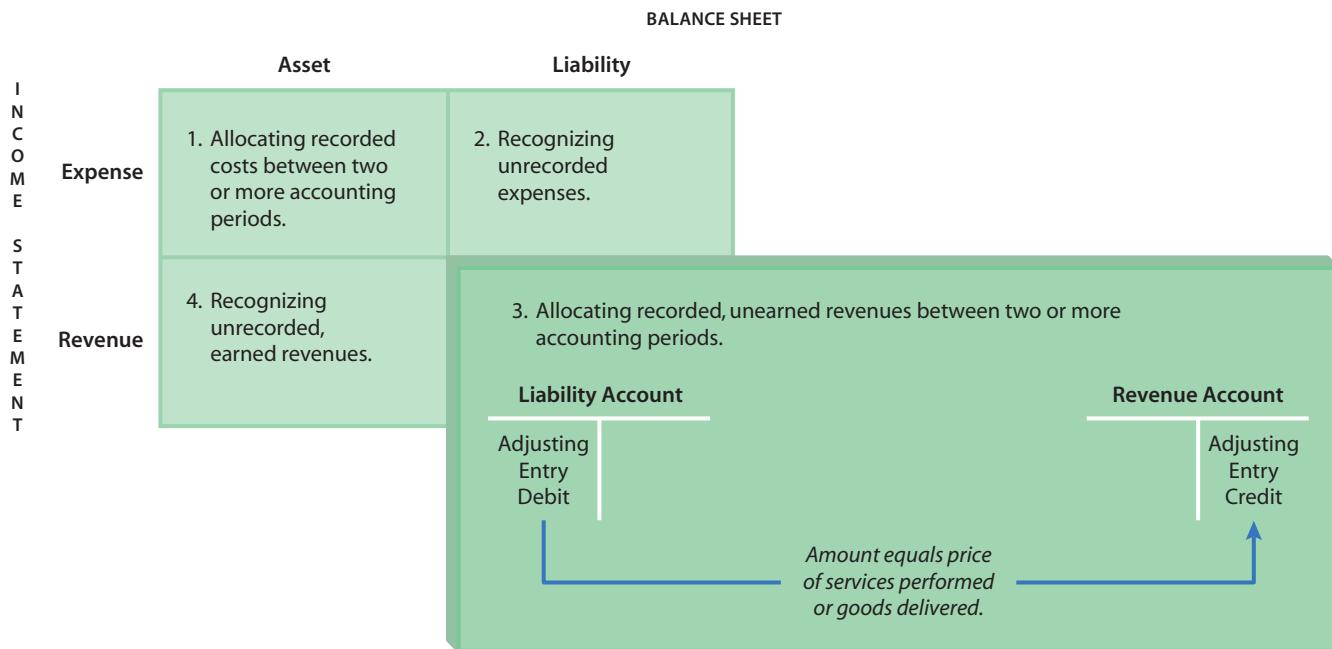 BALANCE SHEET
Asset
Liability
INCOME STATEMENT
Expense
1. Allocating recorded
costs between two
or more accounting
periods.
2. Recognizing
unrecorded
expenses.
Revenue
4. Recognizing
unrecorded,
earned revenues.
3. Allocating recorded, unearned revenues between two or more
accounting periods.
Liability Account
Adjusting
Entry
Debit
Revenue Account
Adjusting
Entry
Credit
Amount equals price
of services performed
or goods delivered.